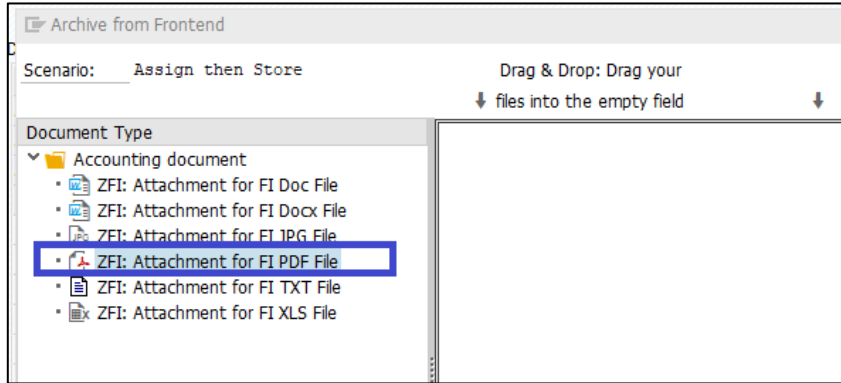 Archive from Frontend
Scenario: Assign then Store
Drag & Drop: Drag your
files into the empty field
Document Type
Accounting document
ZFI: Attachment for FI Doc File
ZFI: Attachment for FI Docx File
ZFI: Attachment for FI JPG File
ZFI: Attachment for FI PDF File
ZFI: Attachment for FI TXT File
ZFI: Attachment for FI XLS File